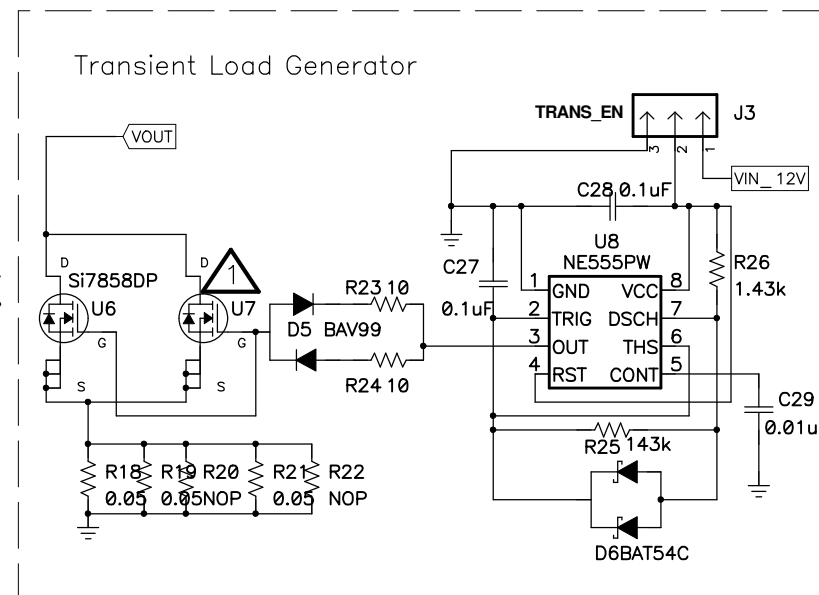 Transient Load Generator
TRANS_EN
J3
3
2
1
VOUT
VIN_12V
C28 0.1uF
U8
NE555PW
D
D
Si7858DP
1
U6
U7
G
G
S
S
R23 10
D5 BAV99
R24 10
C27
0.1uF
1 GND VCC 8
2 TRIG DSCH 7
3 OUT THS 6
4 RST CONT 5
R26
1.43k
C29
0.01u
R25 143k
D6BAT54C
R18 R19 R20 R21 R22
0.05 0.05NOP 0.05 NOP